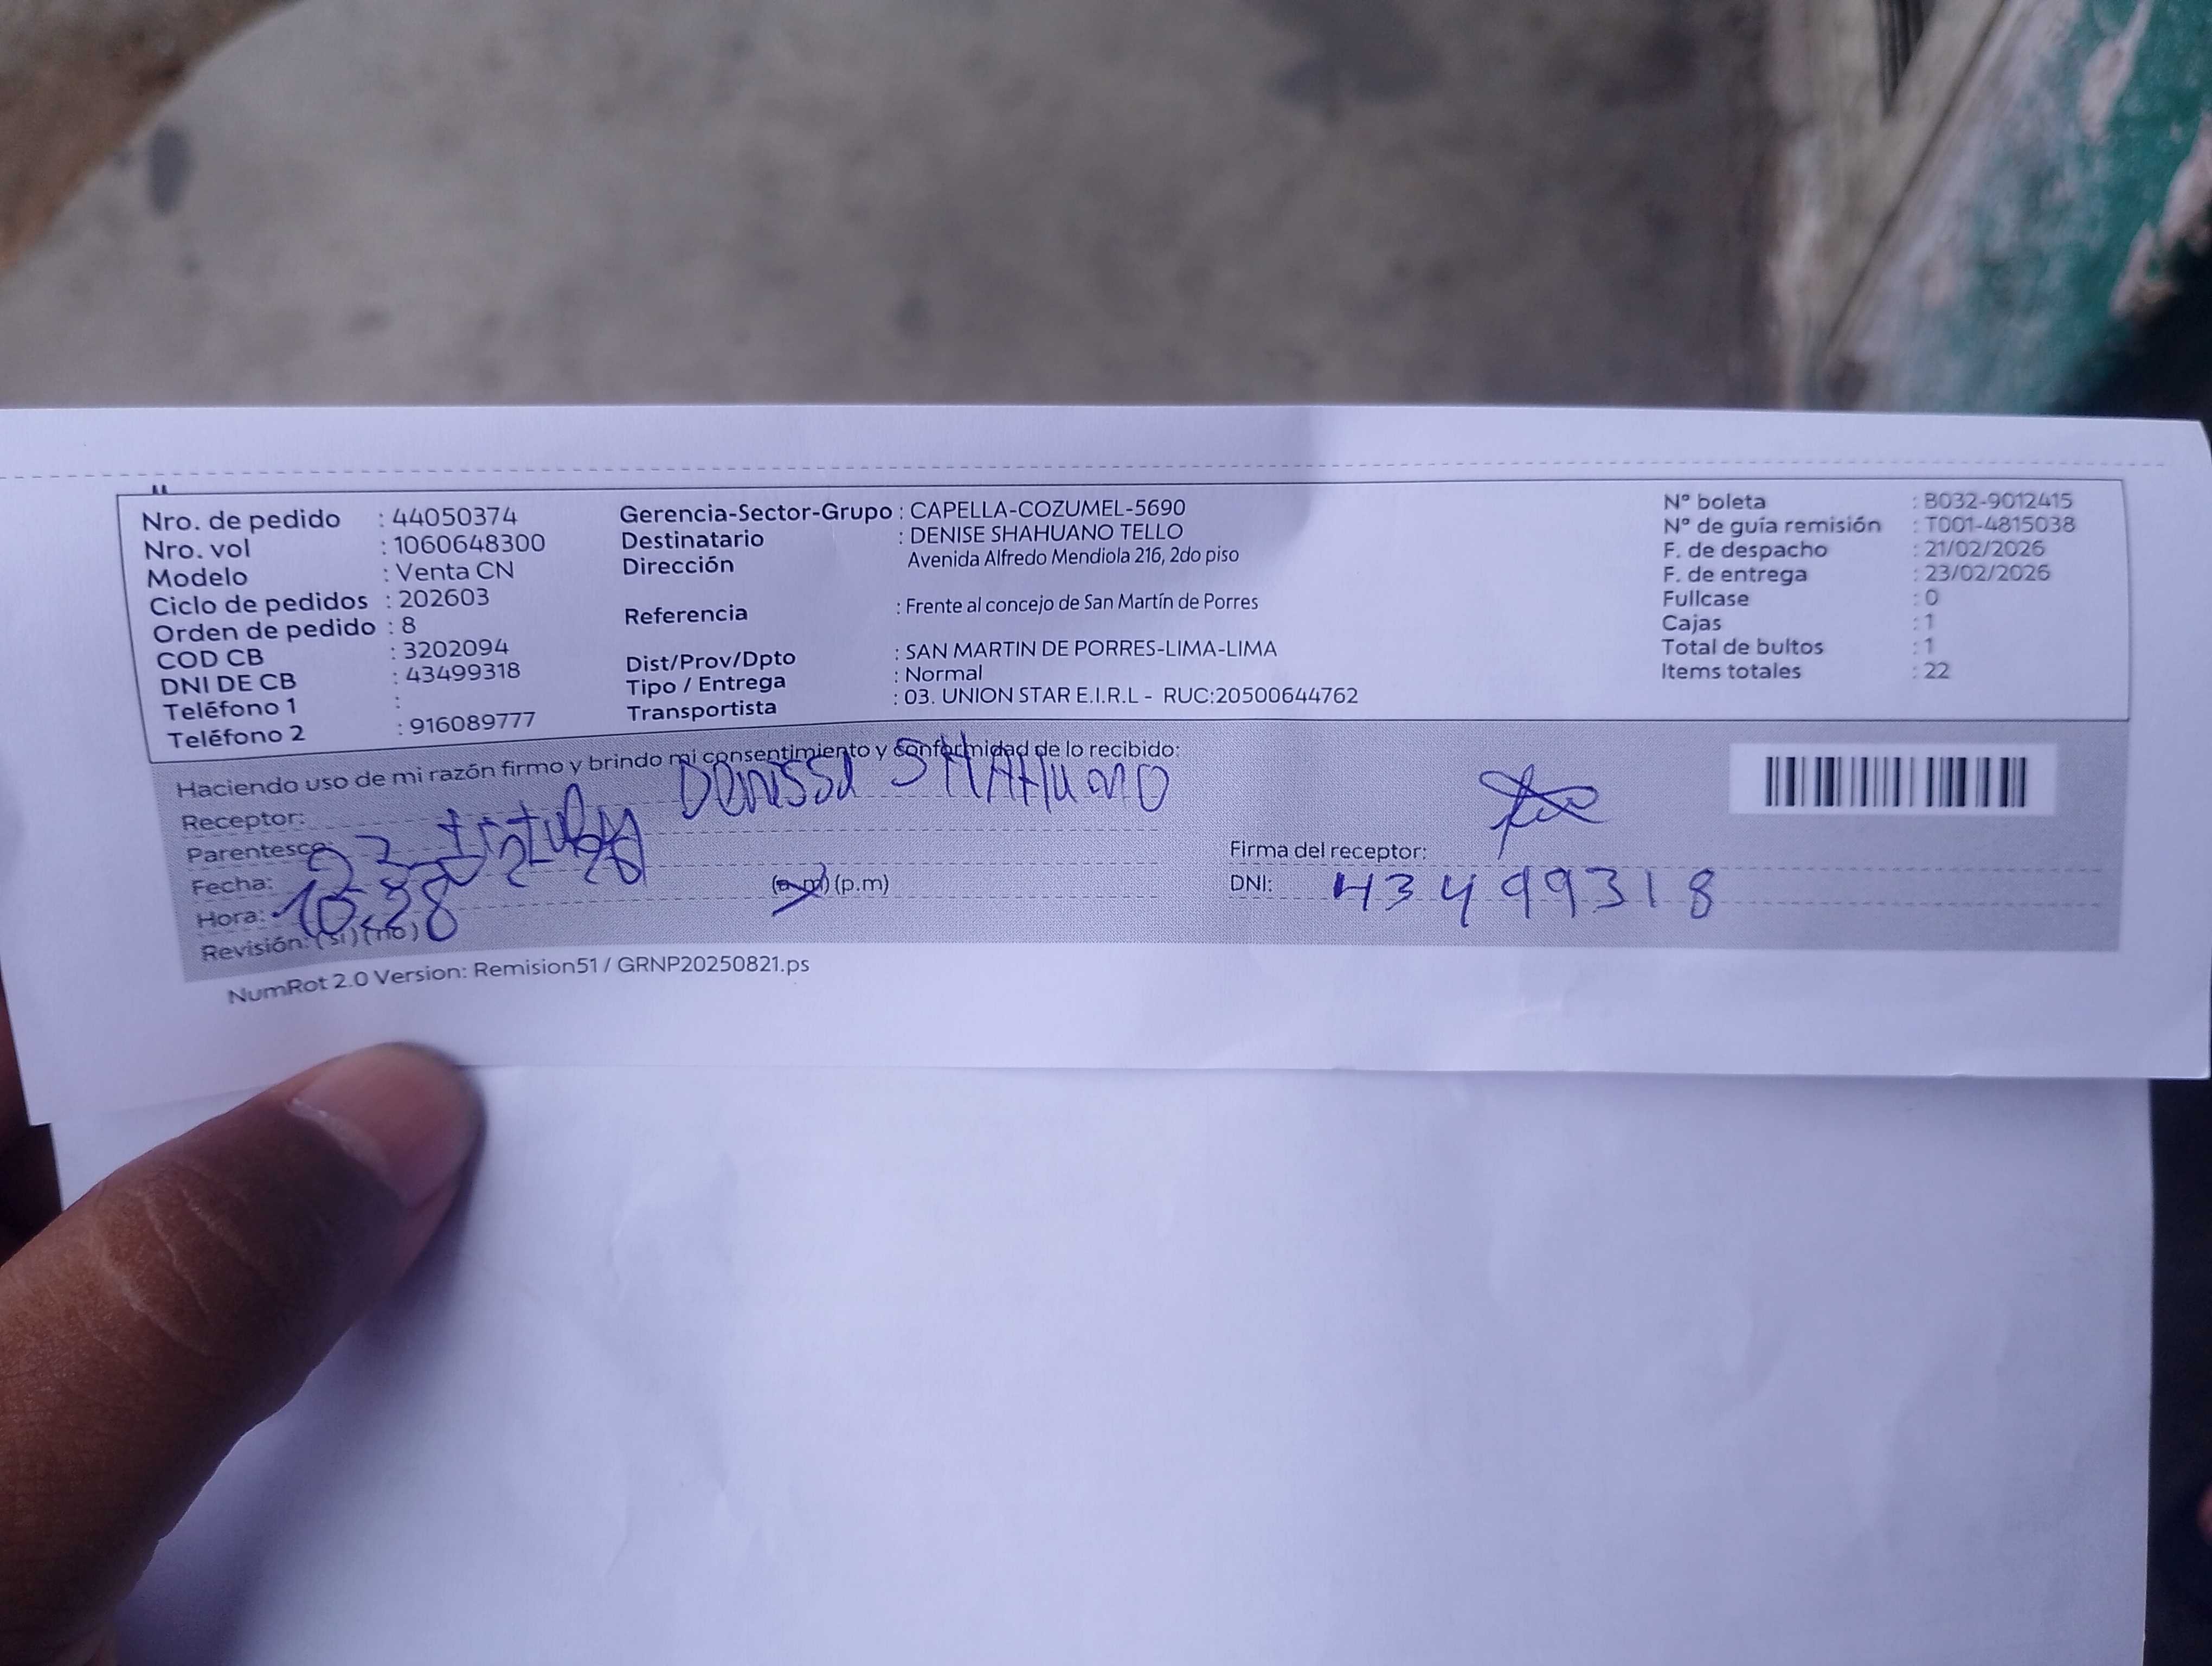 Nro. de pedido : 44050374
Nro. vol : 1060648300
Modelo : Venta CN
Ciclo de pedidos : 202603
Orden de pedido : 8
COD CB : 3202094
DNI DE CB : 43499318
Teléfono 1 :
Teléfono 2 : 916089777
Gerencia-Sector-Grupo : CAPELLA-COZUMEL-5690
Destinatario : DENISE SHAHUANO TELLO
Dirección Avenida Alfredo Mendiola 216, 2do piso
Referencia : Frente al concejo de San Martín de Porres
Dist/Prov/Dpto : SAN MARTIN DE PORRES-LIMA-LIMA
Tipo / Entrega : Normal
Transportista : 03. UNION STAR E.I.R.L - RUC:20500644762
N° boleta : B032-9012415
N° de guía remisión : T001-4815038
F. de despacho : 21/02/2026
F. de entrega : 23/02/2026
Fullcase : 0
Cajas : 1
Total de bultos : 1
Items totales : 22
Haciendo uso de mi razón firmo y brindo mi consentimiento y conformidad de lo recibido:
Receptor: Denissa SHAHuano
Parentesco
Fecha:
Hora: 10:28 (a.m) (p.m)
Revisión: (si) (no)
Firma del receptor:
DNI: 43499318
NumRot 2.0 Version: Remision51 / GRNP20250821.ps